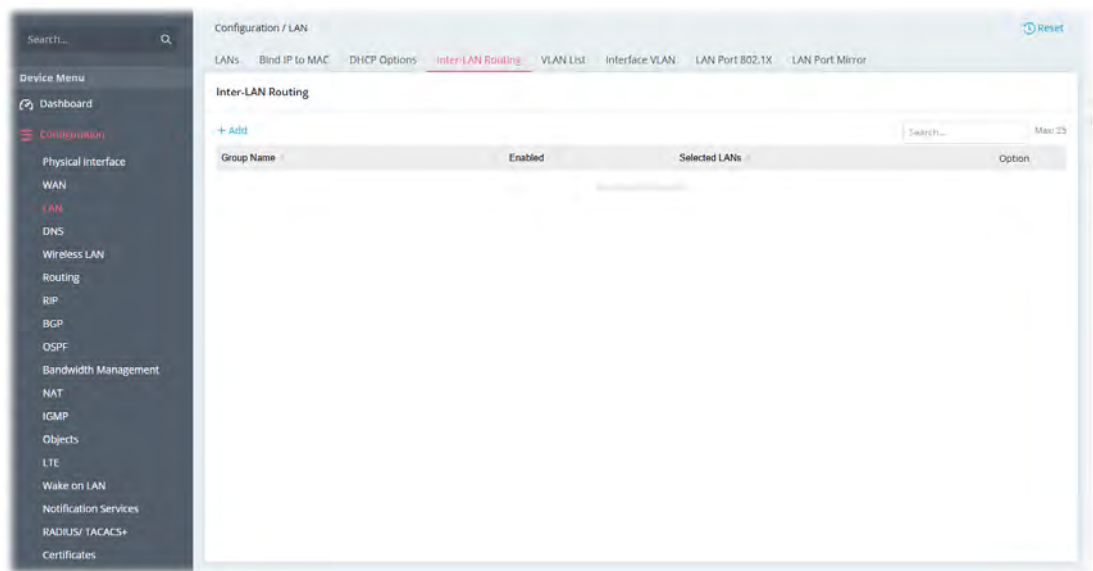 Search...
Configuration / LAN
Reset
LANs Bind IP to MAC DHCP Options Inter-LAN Routing VLAN List Interface VLAN LAN Port 802.1X LAN Port Mirror
Device Menu
Dashboard
Configuration
Physical Interface
WAN
LAN
DNS
Wireless LAN
Routing
RIP
BGP
OSPF
Bandwidth Management
NAT
IGMP
Objects
LTE
Wake on LAN
Notification Services
RADIUS/ TACACS+
Certificates
Inter-LAN Routing
+ Add
Search...
Max: 25
Group Name Enabled Selected LANs Option